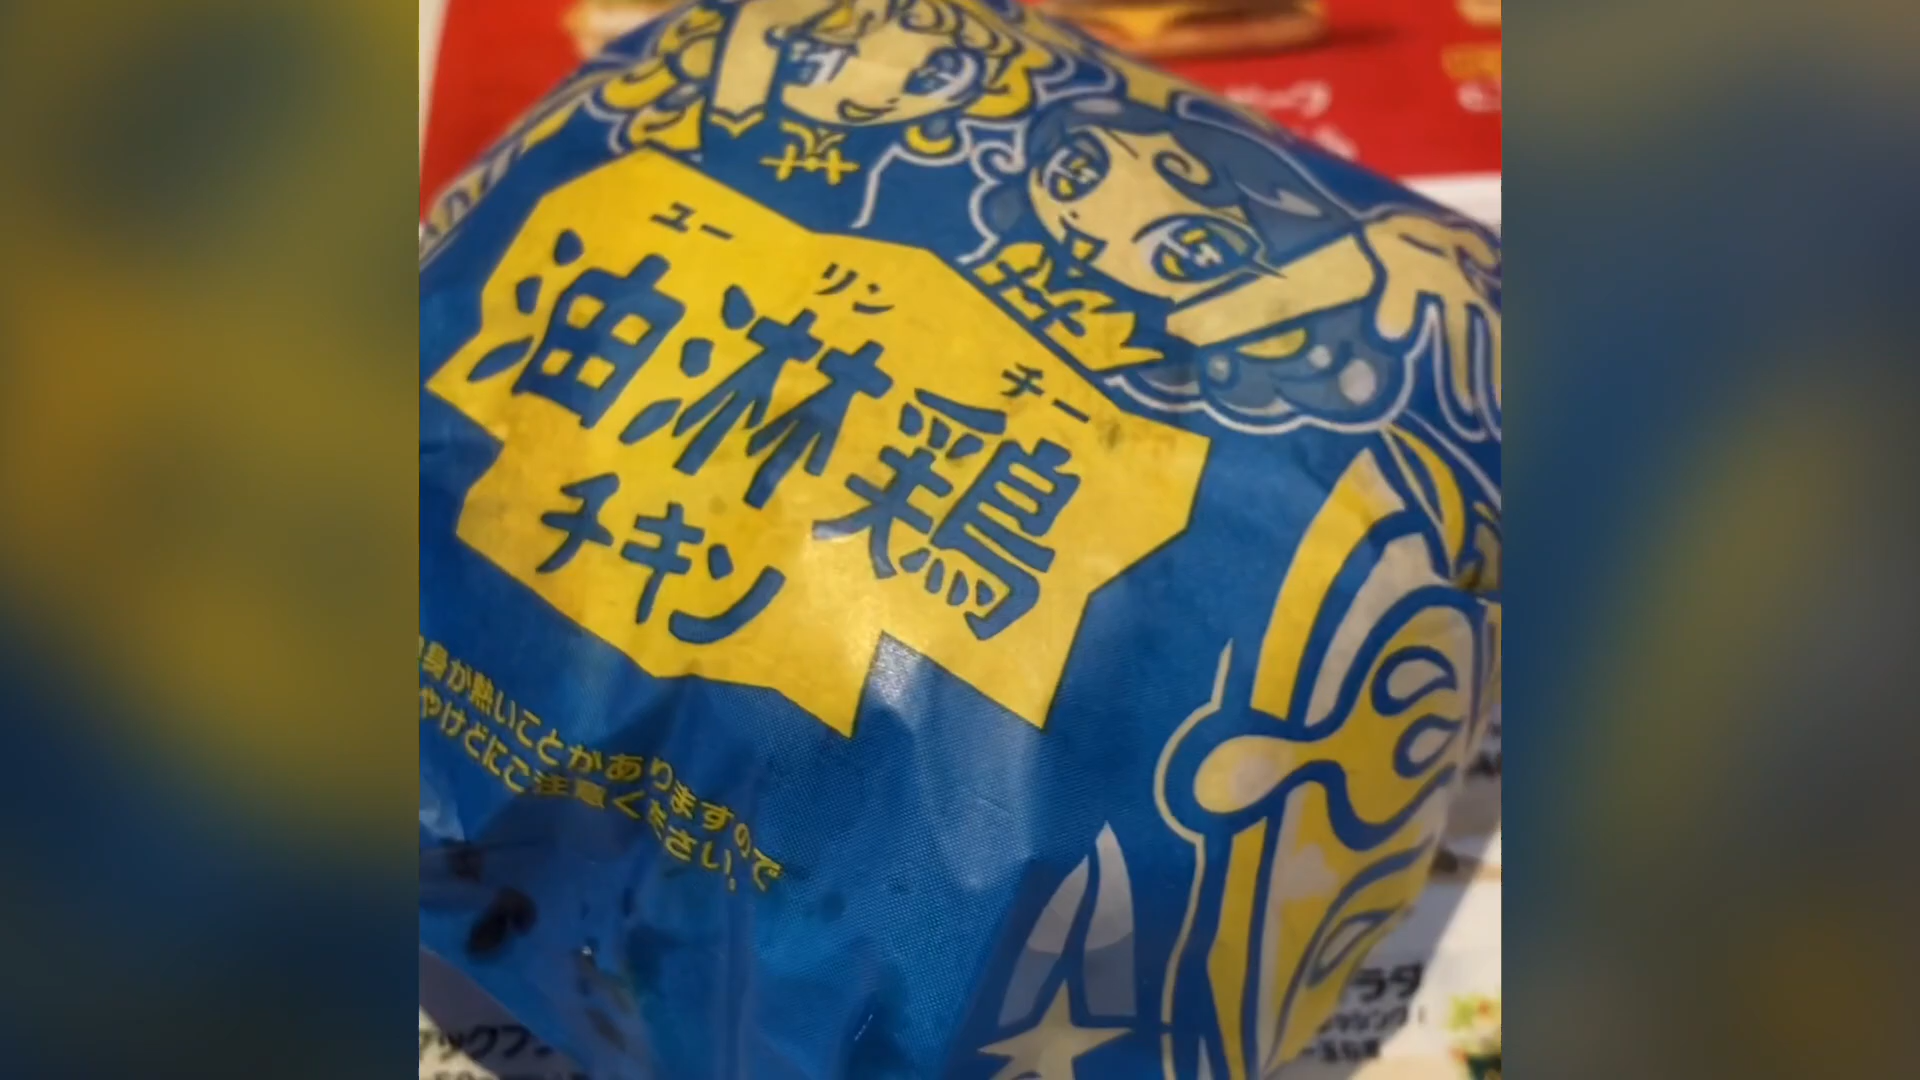 ユー リン チー
油淋鶏
チキン
身が熱いことがありますので
やけどにご注意ください。